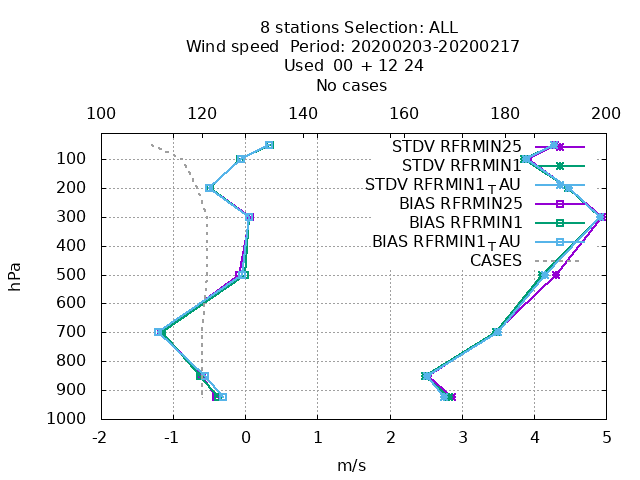 8 stations Selection: ALL
Wind speed  Period: 20200203-20200217
Used  00 + 12 24
No cases
100 120 140 160 180 200
STDV RFRMIN25
STDV RFRMIN1
STDV RFRMIN1TAU
BIAS RFRMIN25
BIAS RFRMIN1
BIAS RFRMIN1TAU
CASES
100
200
300
400
500
600
700
800
900
1000
hPa
-2 -1 0 1 2 3 4 5
m/s